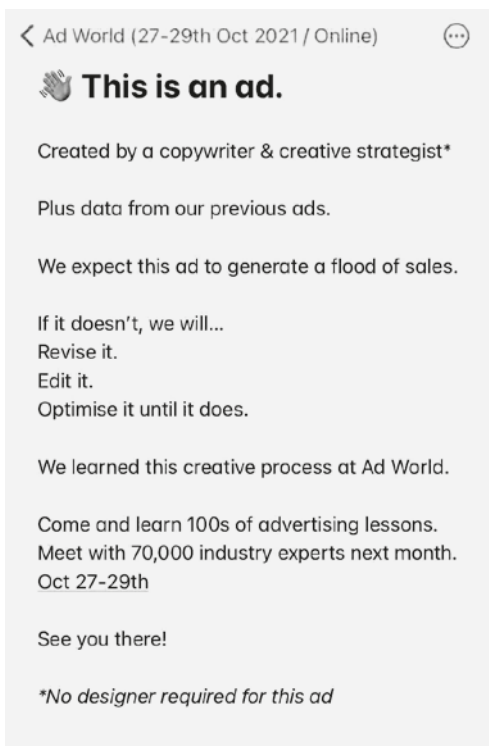 Ad World (27-29th Oct 2021 / Online)
👋 This is an ad.
Created by a copywriter & creative strategist*
Plus data from our previous ads.
We expect this ad to generate a flood of sales.
If it doesn't, we will...
Revise it.
Edit it.
Optimise it until it does.
We learned this creative process at Ad World.
Come and learn 100s of advertising lessons.
Meet with 70,000 industry experts next month.
Oct 27-29th
See you there!
*No designer required for this ad